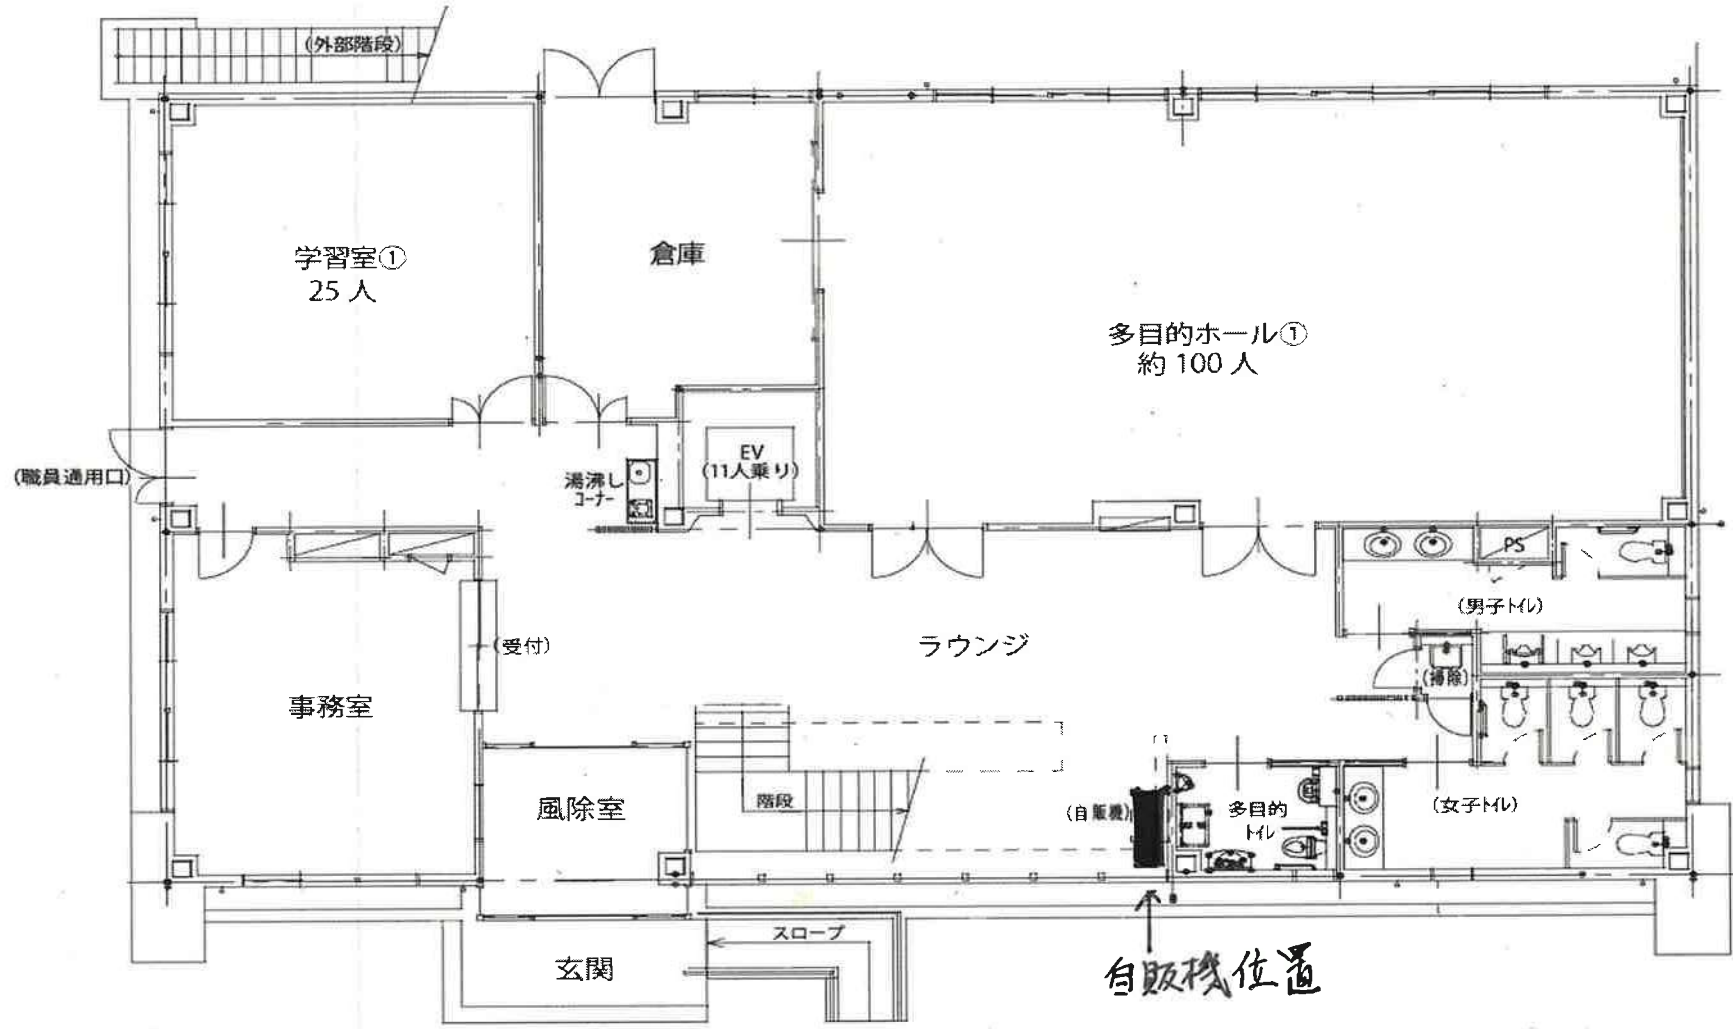 (外部階段)
学習室①
25 人
倉庫
多目的ホール①
約 100 人
(職員通用口)
湯沸し
コーナー
EV
(11人乗り)
PS
(男子トイレ)
(受付)
ラウンジ
(掃除)
事務室
風除室
階段
(自販機)
多目的
トイレ
(女子トイレ)
スロープ
玄関
自販機位置